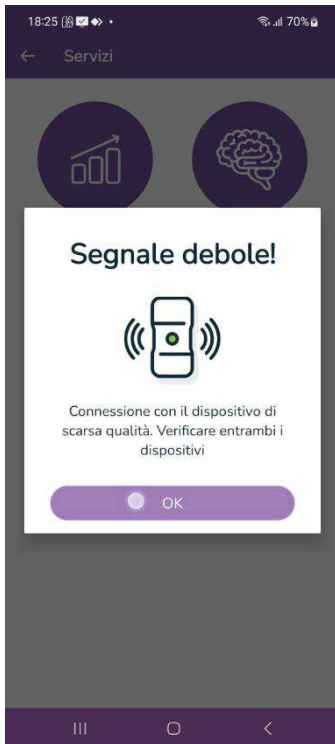 18:25
70%
Servizi
Segnale debole!
Connessione con il dispositivo di
scarsa qualità. Verificare entrambi i
dispositivi
OK